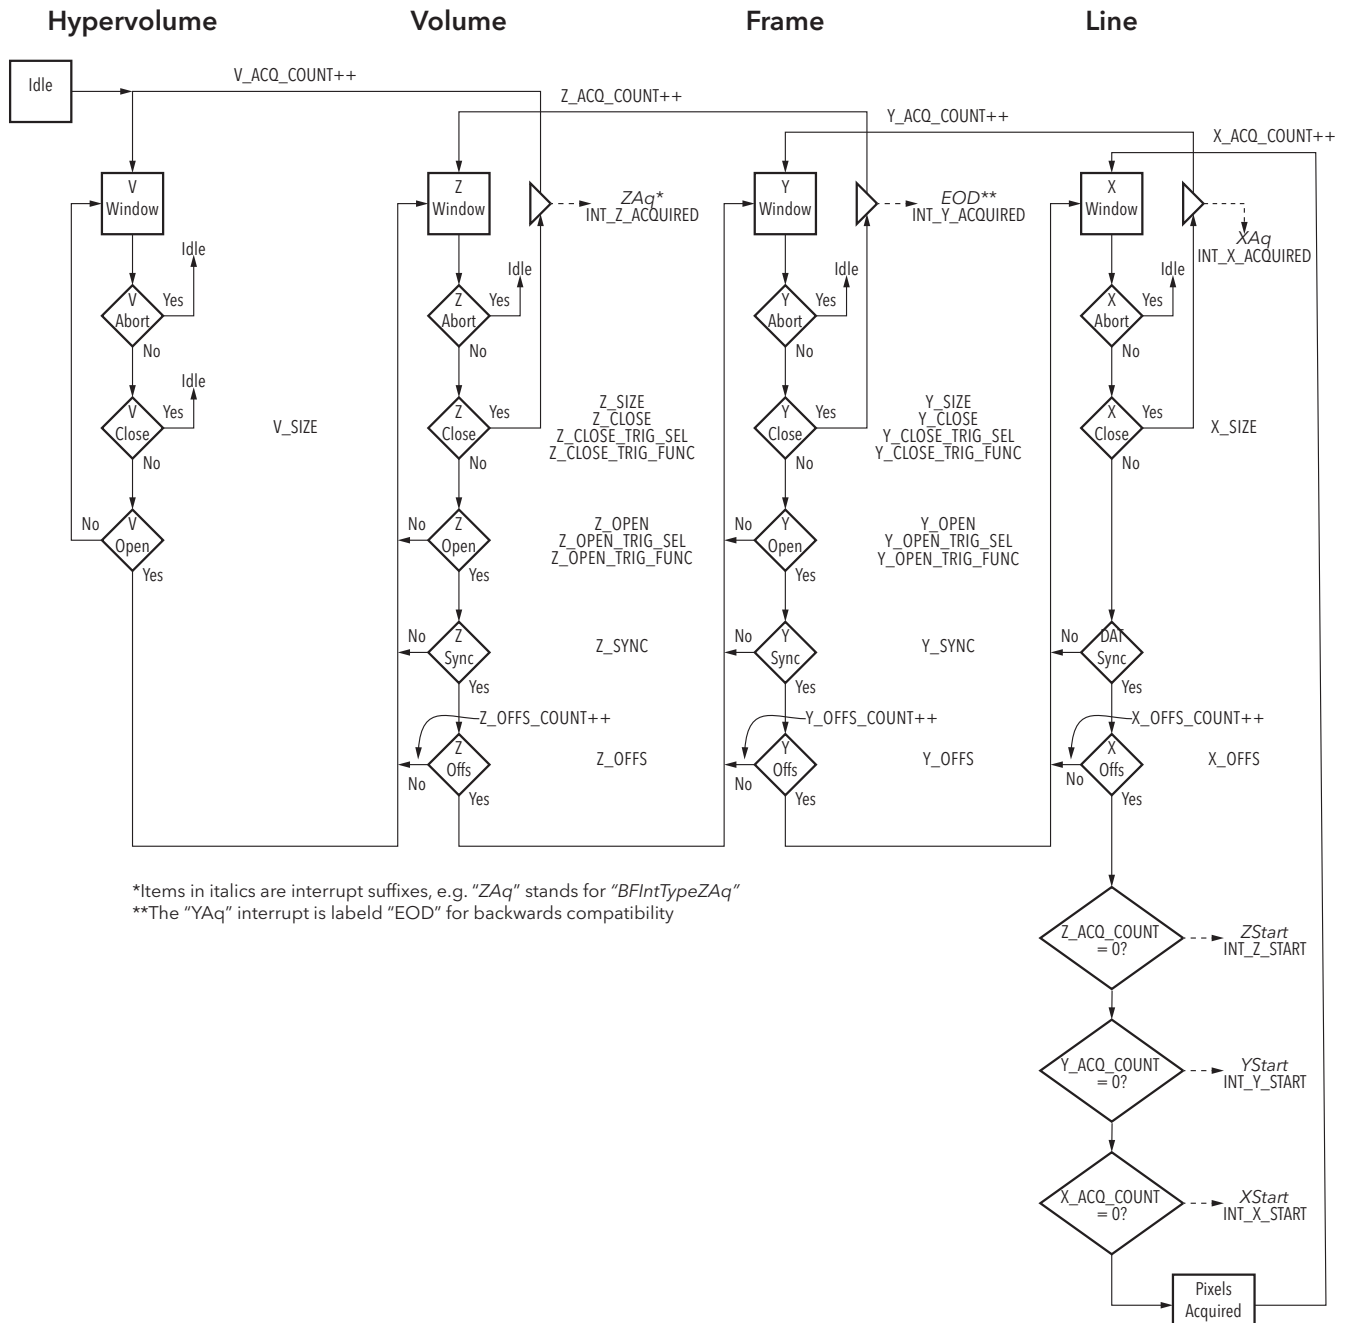 Hypervolume
Volume
Frame
Line
Idle
V_ACQ_COUNT++
Z_ACQ_COUNT++
Y_ACQ_COUNT++
X_ACQ_COUNT++
V
Window
Idle
V
Abort
Yes
No
Idle
V
Close
Yes
No
V_SIZE
No
V
Open
Yes
Z
Window
ZAq*
INT_Z_ACQUIRED
Idle
Z
Abort
Yes
No
Z
Close
Yes
No
Z_SIZE
Z_CLOSE
Z_CLOSE_TRIG_SEL
Z_CLOSE_TRIG_FUNC
No
Z
Open
Yes
Z_OPEN
Z_OPEN_TRIG_SEL
Z_OPEN_TRIG_FUNC
No
Z
Sync
Yes
Z_SYNC
Z_OFFS_COUNT++
Z
Offs
No
Yes
Z_OFFS
Y
Window
EOD**
INT_Y_ACQUIRED
Idle
Y
Abort
Yes
No
Y
Close
Yes
No
Y_SIZE
Y_CLOSE
Y_CLOSE_TRIG_SEL
Y_CLOSE_TRIG_FUNC
No
Y
Open
Yes
Y_OPEN
Y_OPEN_TRIG_SEL
Y_OPEN_TRIG_FUNC
No
Y
Sync
Yes
Y_SYNC
Y_OFFS_COUNT++
Y
Offs
No
Yes
Y_OFFS
X
Window
XAq
INT_X_ACQUIRED
Idle
X
Abort
Yes
No
X
Close
Yes
No
X_SIZE
No
DAT
Sync
Yes
X_OFFS_COUNT++
X
Offs
No
Yes
X_OFFS
*Items in italics are interrupt suffixes, e.g. "ZAq" stands for "BFIntTypeZAq"
**The "YAq" interrupt is labeld "EOD" for backwards compatibility
Z_ACQ_COUNT
= 0?
ZStart
INT_Z_START
Y_ACQ_COUNT
= 0?
YStart
INT_Y_START
X_ACQ_COUNT
= 0?
XStart
INT_X_START
Pixels
Acquired